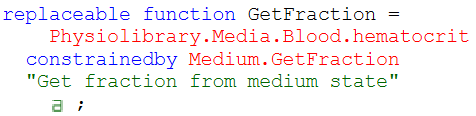 replaceable function GetFraction =
Physiolibrary.Media.Blood.hematocrit
constrainedby Medium.GetFraction
"Get fraction from medium state"
a ;